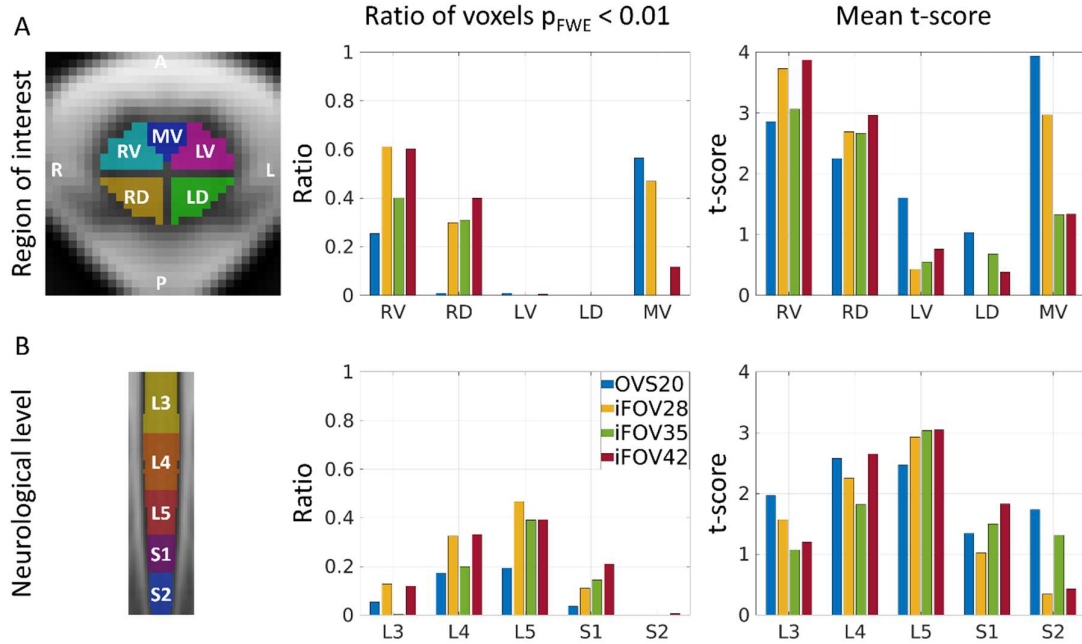 A
Ratio of voxels pFWE < 0.01
Mean t-score
Region of interest
A
R
L
P
MV
RV
LV
RD
LD
Ratio
1
0.8
0.6
0.4
0.2
0
RV RD LV LD MV
t-score
4
3
2
1
0
RV RD LV LD MV
B
Neurological level
L3
L4
L5
S1
S2
Ratio
1
0.8
0.6
0.4
0.2
0
L3 L4 L5 S1 S2
OVS20
iFOV28
iFOV35
iFOV42
t-score
4
3
2
1
0
L3 L4 L5 S1 S2